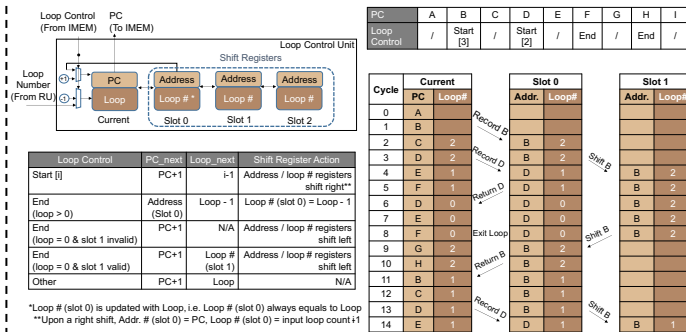 Loop Control
(From IMEM)
PC
(To IMEM)
Loop Control Unit
Shift Registers
Loop
Number
(From RU)
+1
-1
PC
Loop
Current
Address
Loop # *
Slot 0
Address
Loop #
Slot 1
Address
Loop #
Slot 2
Loop Control PC_next Loop_next Shift Register Action
Start [i] PC+1 i-1 Address / loop # registers shift right**
End (loop > 0) Address (Slot 0) Loop - 1 Loop # (slot 0) = Loop - 1
End (loop = 0 & slot 1 invalid) PC+1 N/A Address / loop # registers shift left
End (loop = 0 & slot 1 valid) PC+1 Loop # (slot 1) Address / loop # registers shift left
Other PC+1 Loop N/A
*Loop # (slot 0) is updated with Loop, i.e. Loop # (slot 0) always equals to Loop
**Upon a right shift, Addr. # (slot 0) = PC, Loop # (slot 0) = input loop count -1
PC A B C D E F G H I
Loop Control / Start [3] / Start [2] / End / End /
Cycle Current Slot 0 Slot 1
PC Loop# Addr. Loop# Addr. Loop#
0 A
1 B
Record B
2 C 2 B 2
3 D 2 B 2
Record D
Shift B
4 E 1 D 1 B 2
5 F 1 D 1 B 2
Return D
6 D 0 D 0 B 2
7 E 0 D 0 B 2
8 F 0 Exit Loop D 0 B 2
Shift B
9 G 2 B 2
10 H 2 B 2
Return B
11 B 1 B 1
12 C 1 B 1
13 D 1 B 1
Record D
Shift B
14 E 1 D 1 B 1